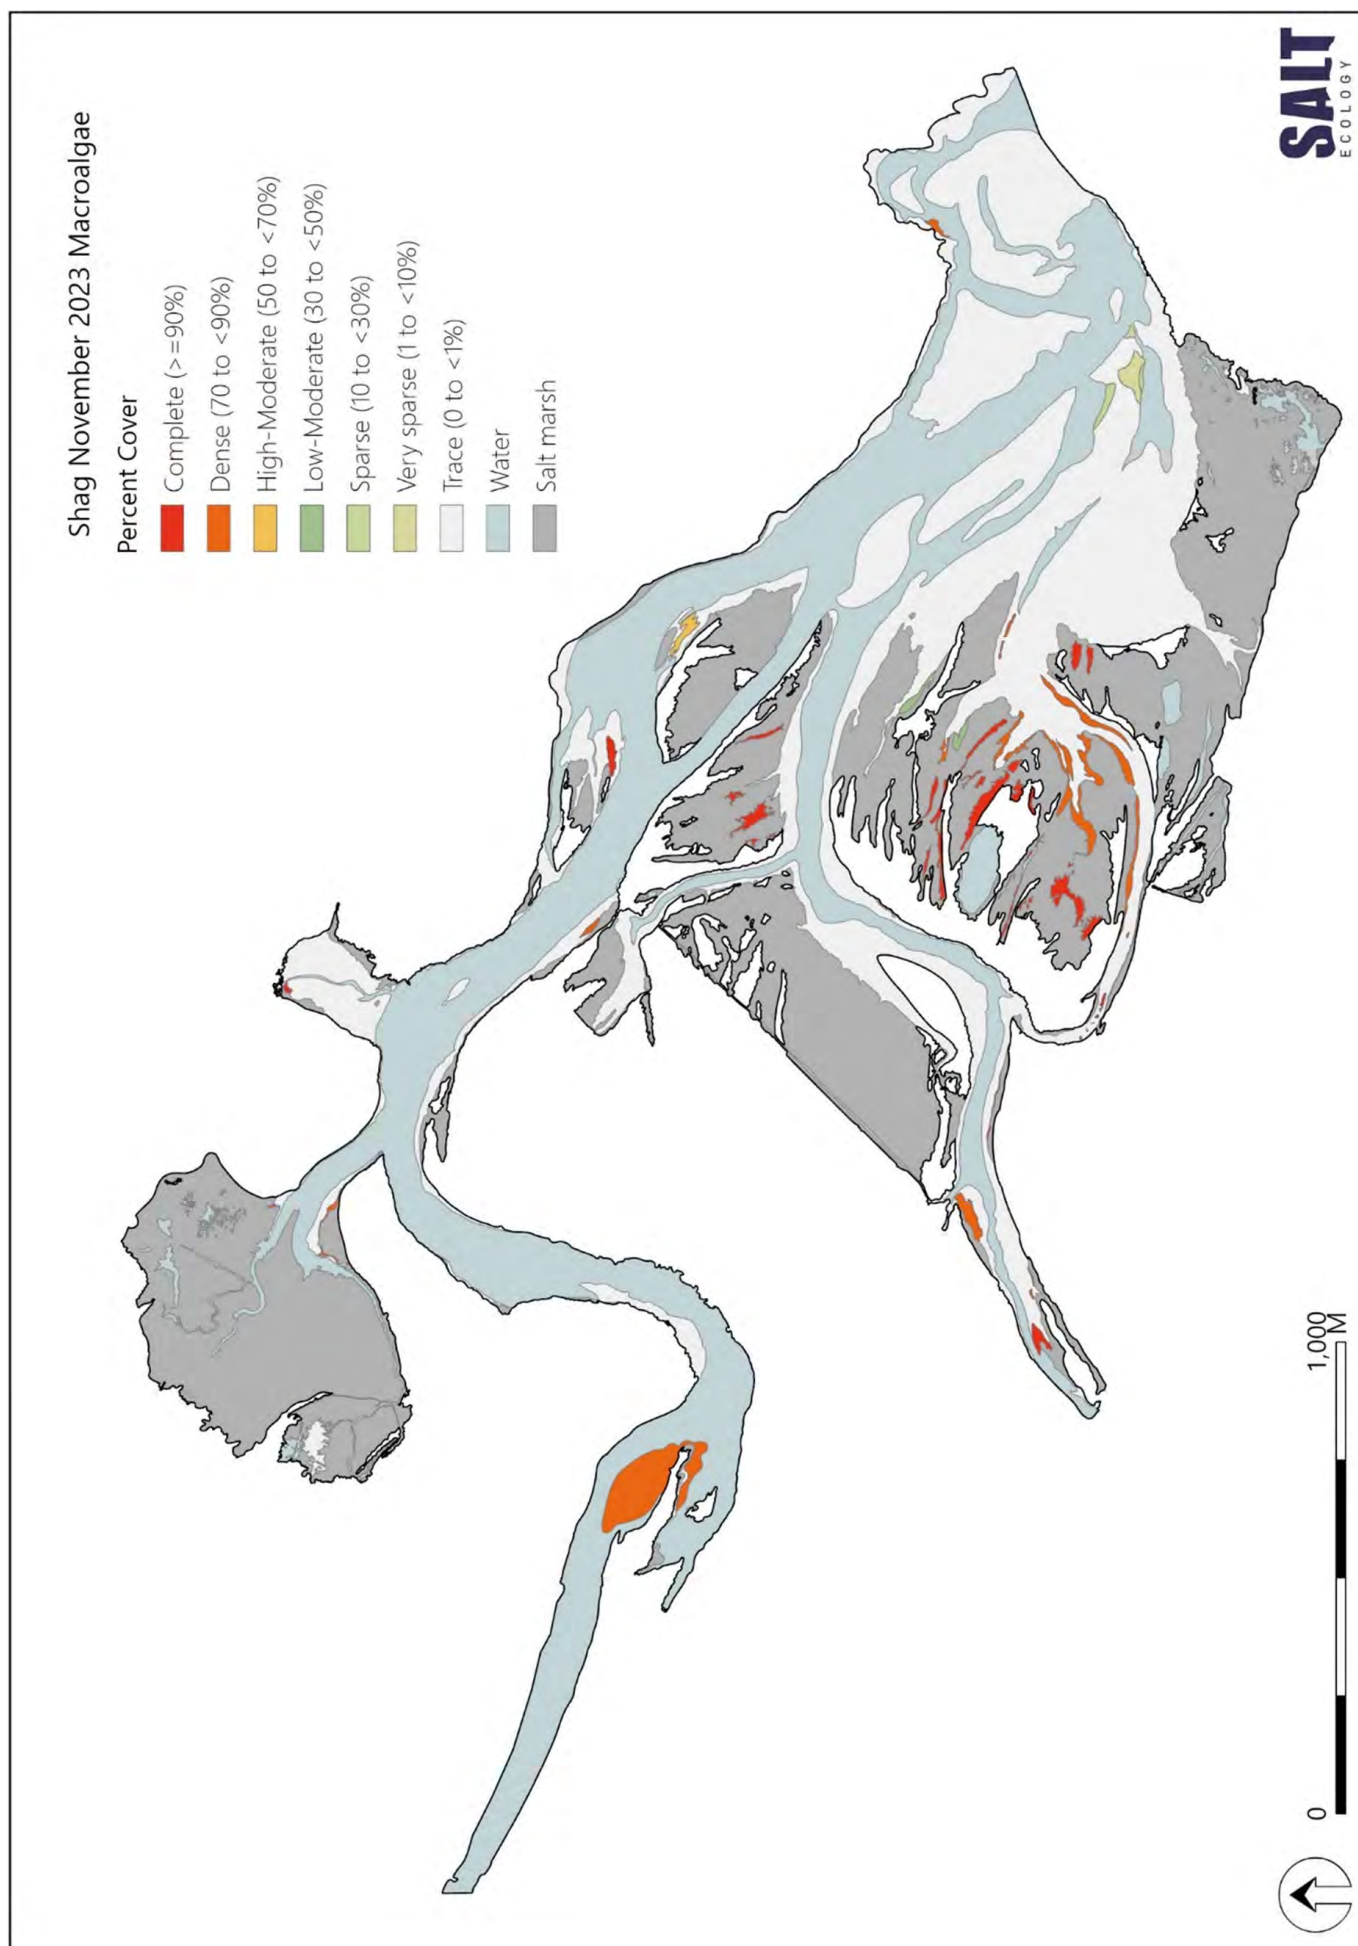 Shag November 2023 Macroalgae
Percent Cover
Complete (>=90%)
Dense (70 to <90%)
High-Moderate (50 to <70%)
Low-Moderate (30 to <50%)
Sparse (10 to <30%)
Very sparse (1 to <10%)
Trace (0 to <1%)
Water
Salt marsh
0
1,000
M
SALT
ECOLOGY